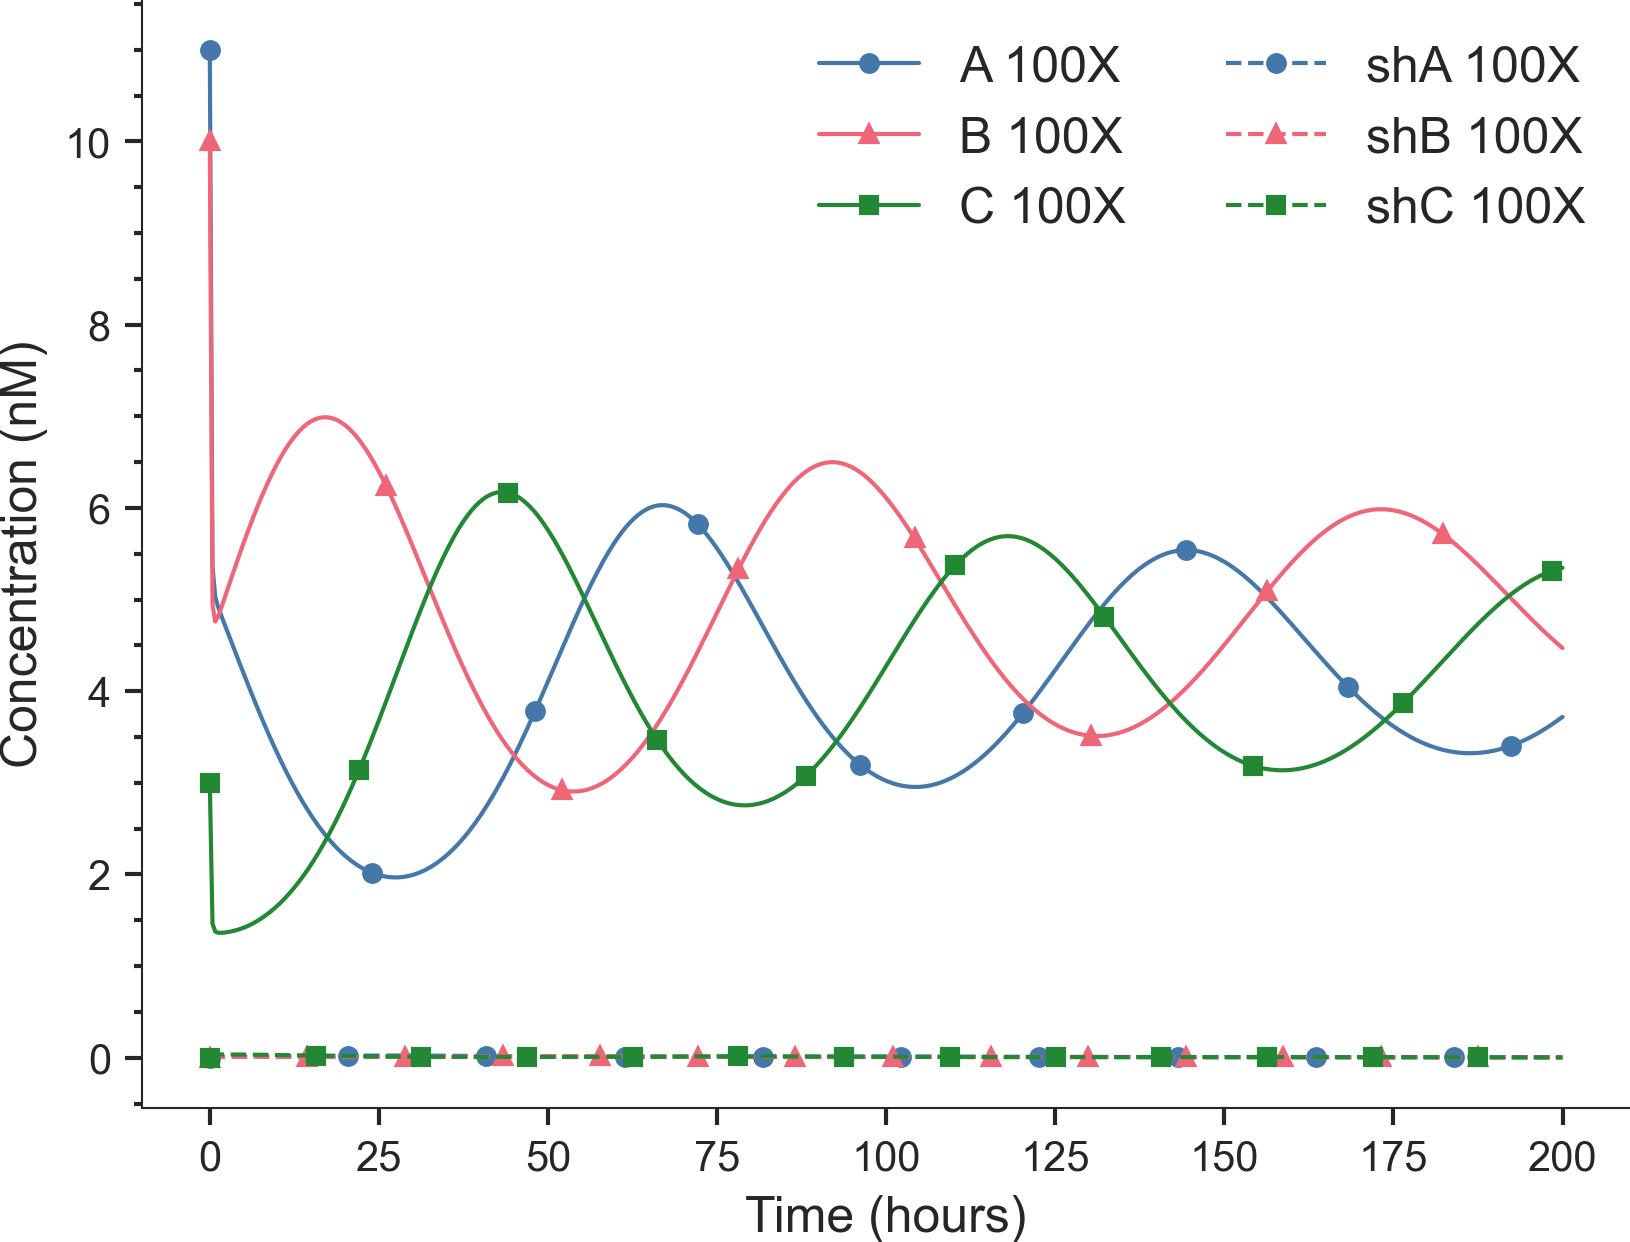 A 100X
B 100X
C 100X
shA 100X
shB 100X
shC 100X
Concentration (nM)
10
8
6
4
2
0
0 25 50 75 100 125 150 175 200
Time (hours)